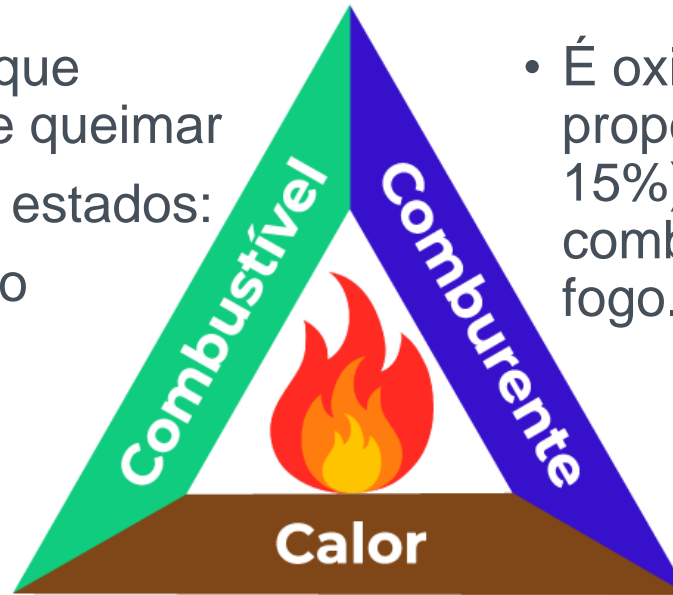 que
e queimar
estados:
o
• É oxi
prop
15%)
comb
fogo.
Combustível
Comburente
Calor